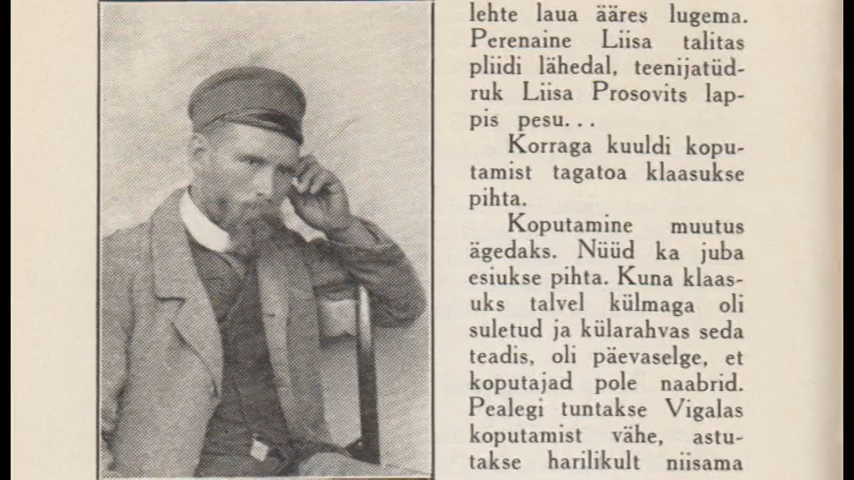 lehte laua ääres lugema.
Perenaine Liisa talitas
pliidi lähedal, teenijatüd-
ruk Liisa Prosovits lap-
pis pesu...
Korraga kuuldi kopu-
tamist tagatoa klaasukse
pihta.
Koputamine muutus
ägedaks. Nüüd ka juba
esiukse pihta. Kuna klaas-
uks talvel külmaga oli
suletud ja külarahvas seda
teadis, oli päevaselge, et
koputajad pole naabrid.
Pealegi tuntakse Vigalas
koputamist vähe, astu-
takse harilikult niisama